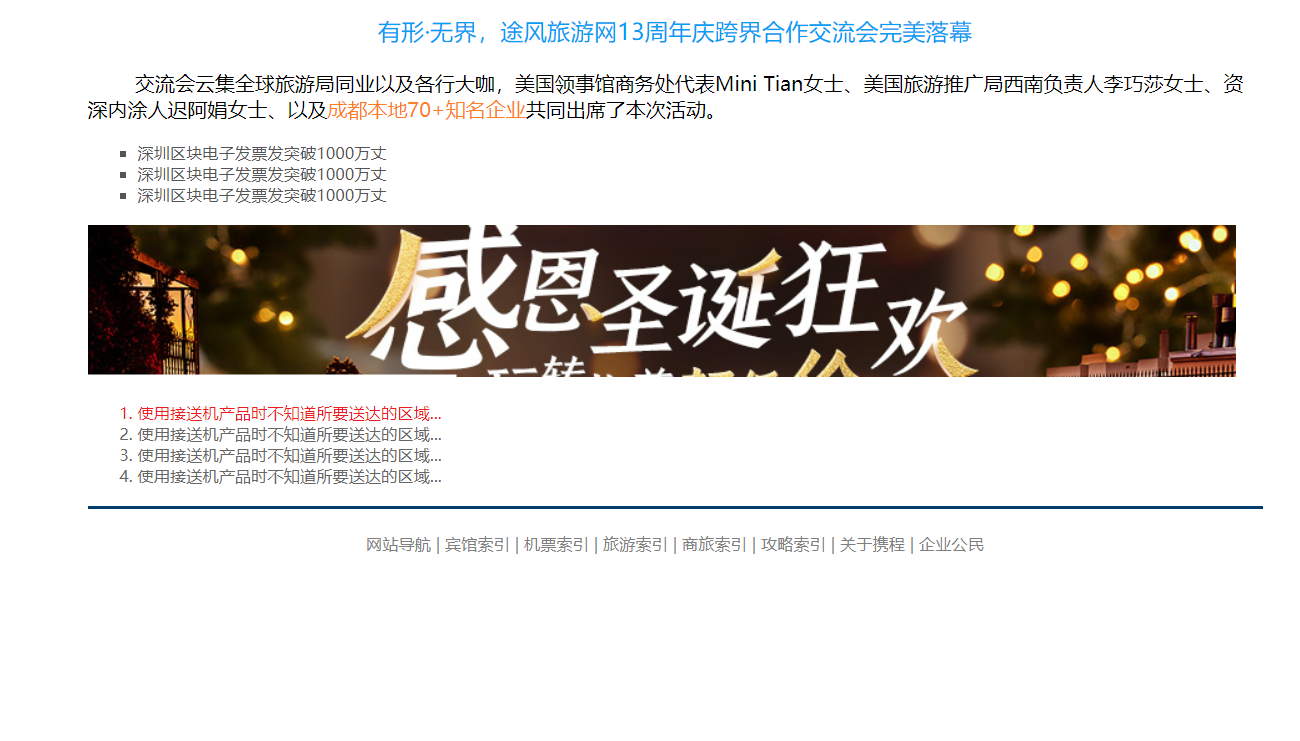 有形·无界，途风旅游网13周年庆跨界合作交流会完美落幕
交流会云集全球旅游局同业以及各行大咖，美国领事馆商务处代表Mini Tian女士、美国旅游推广局西南负责人李巧莎女士、资
深内涂人迟阿娟女士、以及成都本地70+知名企业共同出席了本次活动。
深圳区块电子发票发突破1000万丈
深圳区块电子发票发突破1000万丈
深圳区块电子发票发突破1000万丈
感恩圣诞狂欢
玩转
1. 使用接送机产品时不知道所要送达的区域...
2. 使用接送机产品时不知道所要送达的区域...
3. 使用接送机产品时不知道所要送达的区域...
4. 使用接送机产品时不知道所要送达的区域...
网站导航 | 宾馆索引 | 机票索引 | 旅游索引 | 商旅索引 | 攻略索引 | 关于携程 | 企业公民